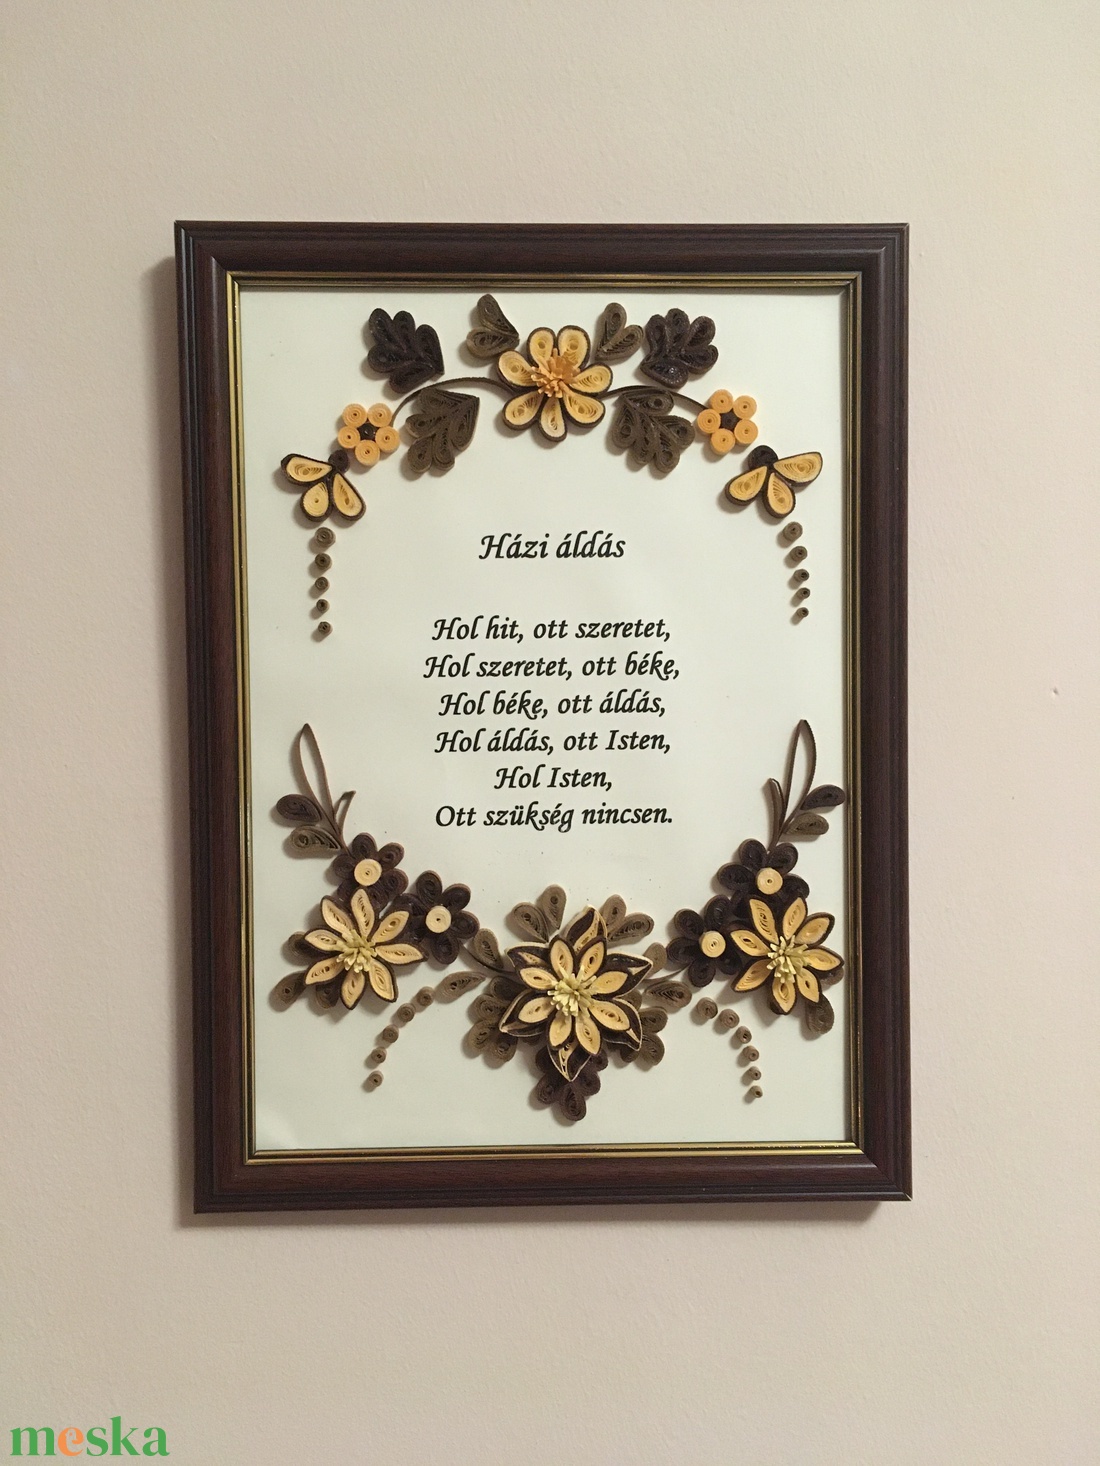 Házi áldás
Hol hit, ott szeretet,
Hol szeretet, ott béke,
Hol béke, ott áldás,
Hol áldás, ott Isten,
Hol Isten,
Ott szükség nincsen.
meska